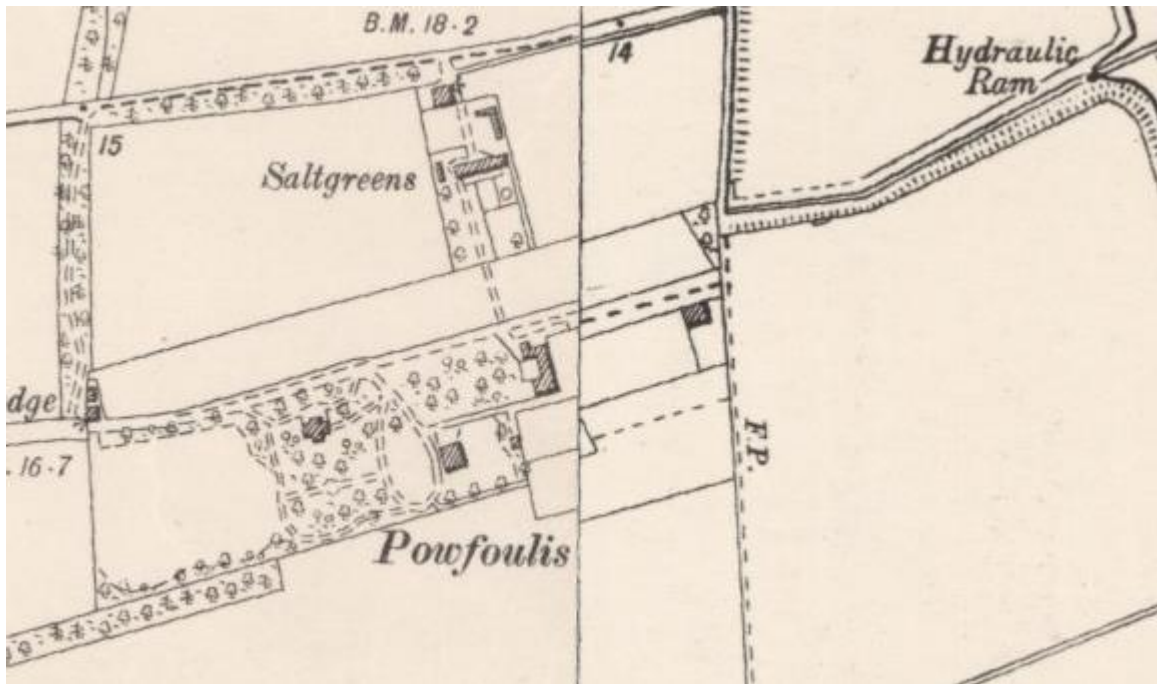 B.M. 18·2
14
Hydraulic
Ram
15
Saltgreens
dge
. 16·7
F.P.
Powfoulis